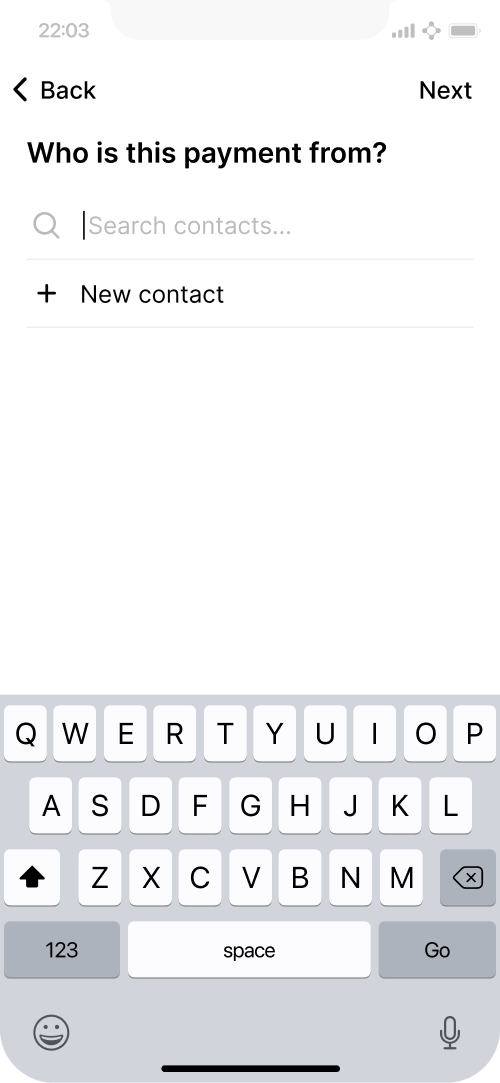 22:03
Back Next
Who is this payment from?
Search contacts...
New contact
Q W E R T Y U I O P
A S D F G H J K L
Z X C V B N M
123 space Go